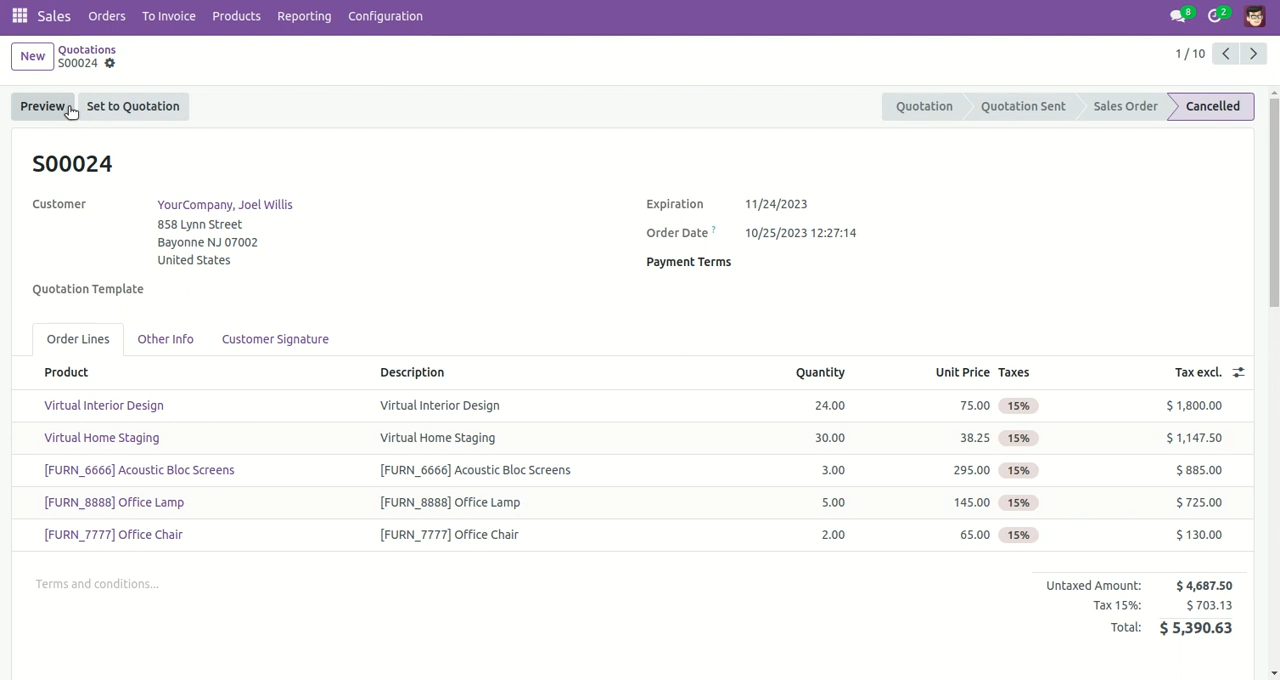 Sales Orders To Invoice Products Reporting Configuration 8 2
New Quotations 1 / 10
S00024
Preview Set to Quotation Quotation Quotation Sent Sales Order Cancelled
S00024
Customer YourCompany, Joel Willis Expiration 11/24/2023
858 Lynn Street
Bayonne NJ 07002 Order Date ? 10/25/2023 12:27:14
United States Payment Terms
Quotation Template
Order Lines Other Info Customer Signature
Product Description Quantity Unit Price Taxes Tax excl.
Virtual Interior Design Virtual Interior Design 24.00 75.00 15% $ 1,800.00
Virtual Home Staging Virtual Home Staging 30.00 38.25 15% $ 1,147.50
[FURN_6666] Acoustic Bloc Screens [FURN_6666] Acoustic Bloc Screens 3.00 295.00 15% $ 885.00
[FURN_8888] Office Lamp [FURN_8888] Office Lamp 5.00 145.00 15% $ 725.00
[FURN_7777] Office Chair [FURN_7777] Office Chair 2.00 65.00 15% $ 130.00
Terms and conditions... Untaxed Amount: $ 4,687.50
Tax 15%: $ 703.13
Total: $ 5,390.63